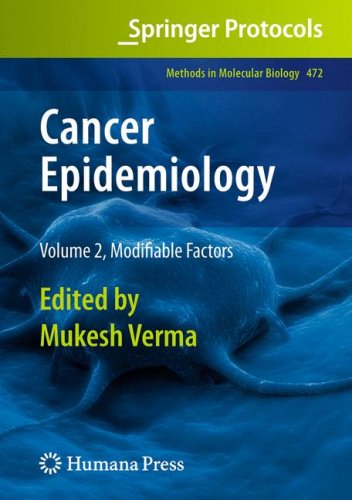 Springer Protocols
Methods in Molecular Biology 472
Cancer
Epidemiology
Volume 2, Modifiable Factors
Edited by
Mukesh Verma
Humana Press